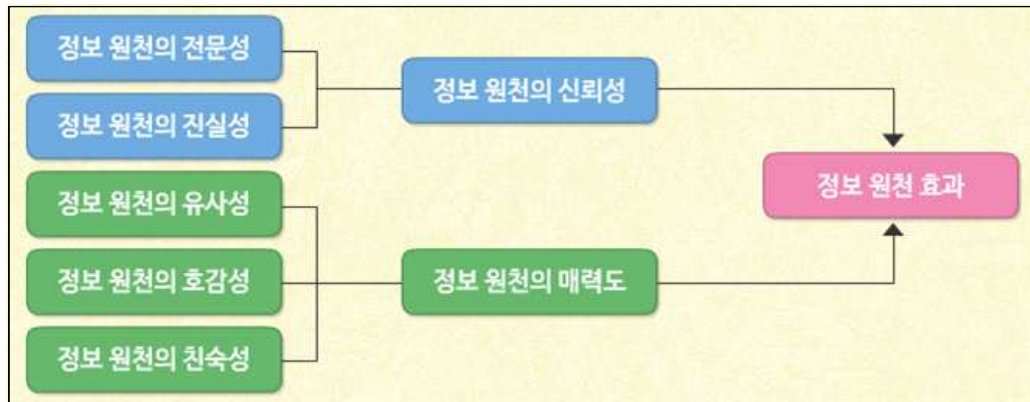 정보 원천의 전문성
정보 원천의 진실성
정보 원천의 유사성
정보 원천의 호감성
정보 원천의 친숙성
정보 원천의 신뢰성
정보 원천의 매력도
정보 원천 효과